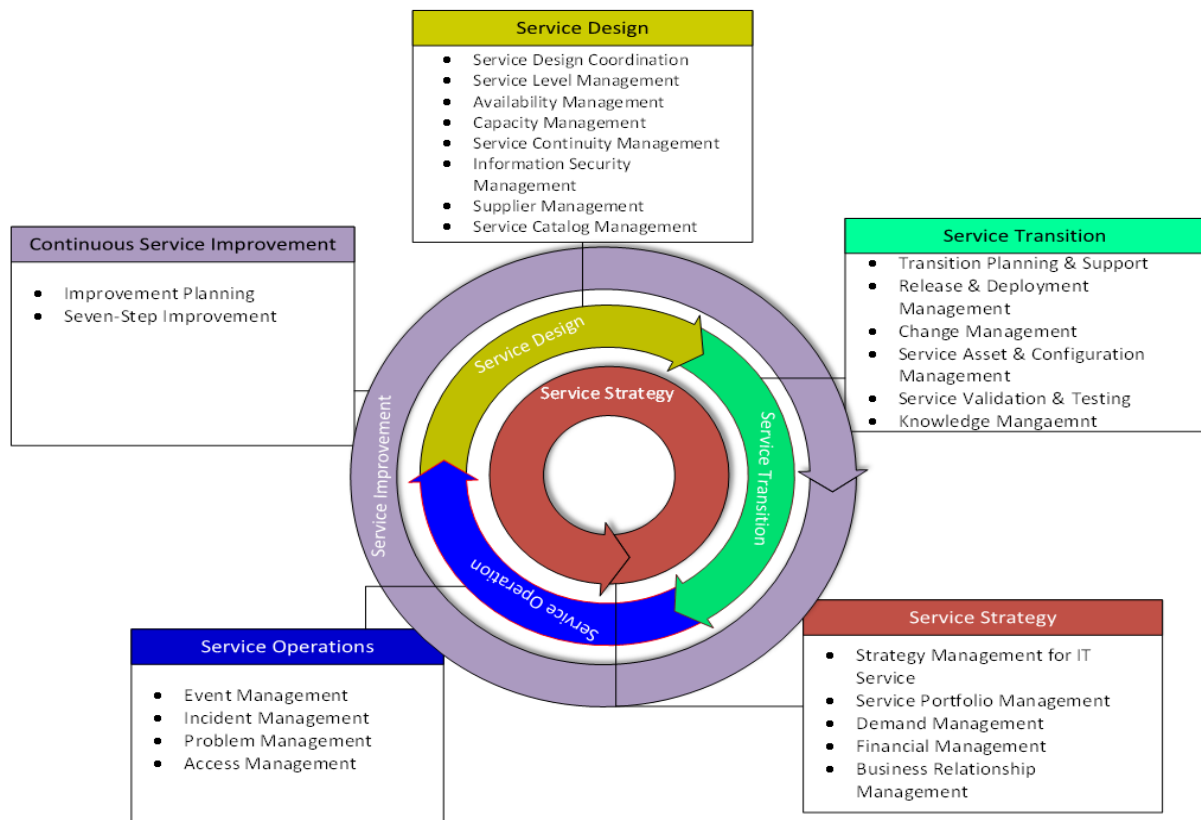 Service Design
• Service Design Coordination
• Service Level Management
• Availability Management
• Capacity Management
• Service Continuity Management
• Information Security
Management
• Supplier Management
• Service Catalog Management
Continuous Service Improvement
• Improvement Planning
• Seven-Step Improvement
Service Transition
• Transition Planning & Support
• Release & Deployment
Management
• Change Management
• Service Asset & Configuration
Management
• Service Validation & Testing
• Knowledge Mangaemnt
Service Design
Service Strategy
Service Transition
Service Improvement
Service Operation
Service Operations
• Event Management
• Incident Management
• Problem Management
• Access Management
Service Strategy
• Strategy Management for IT
Service
• Service Portfolio Management
• Demand Management
• Financial Management
• Business Relationship
Management